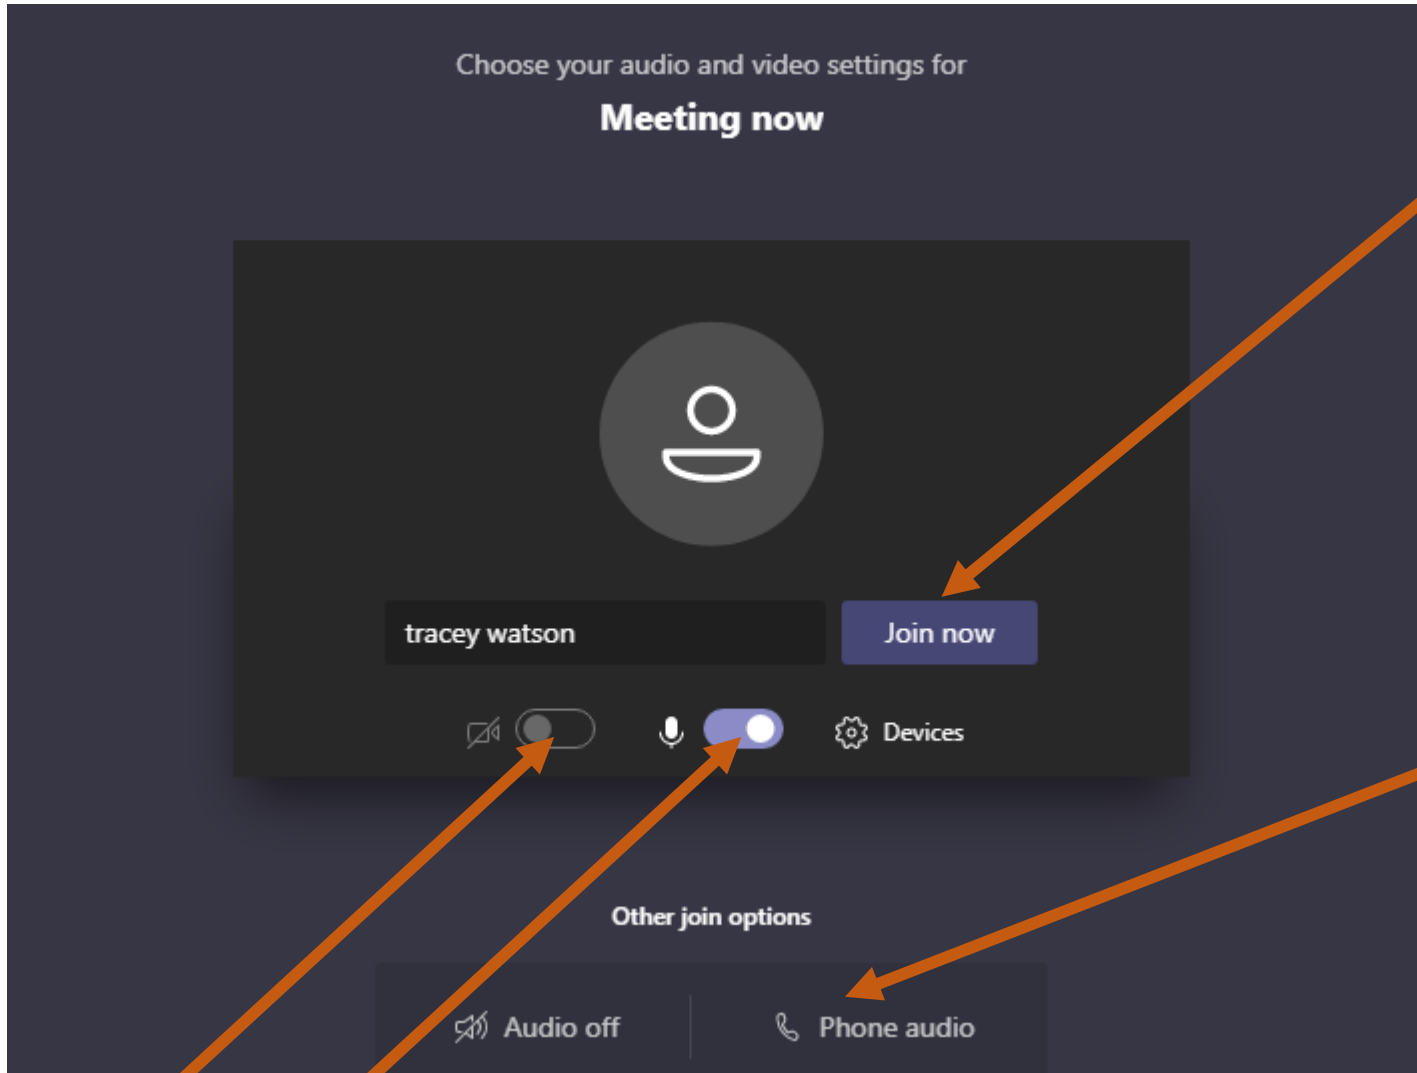 Choose your audio and video settings for
Meeting now
tracey watson
Join now
Devices
Other join options
Audio off
Phone audio